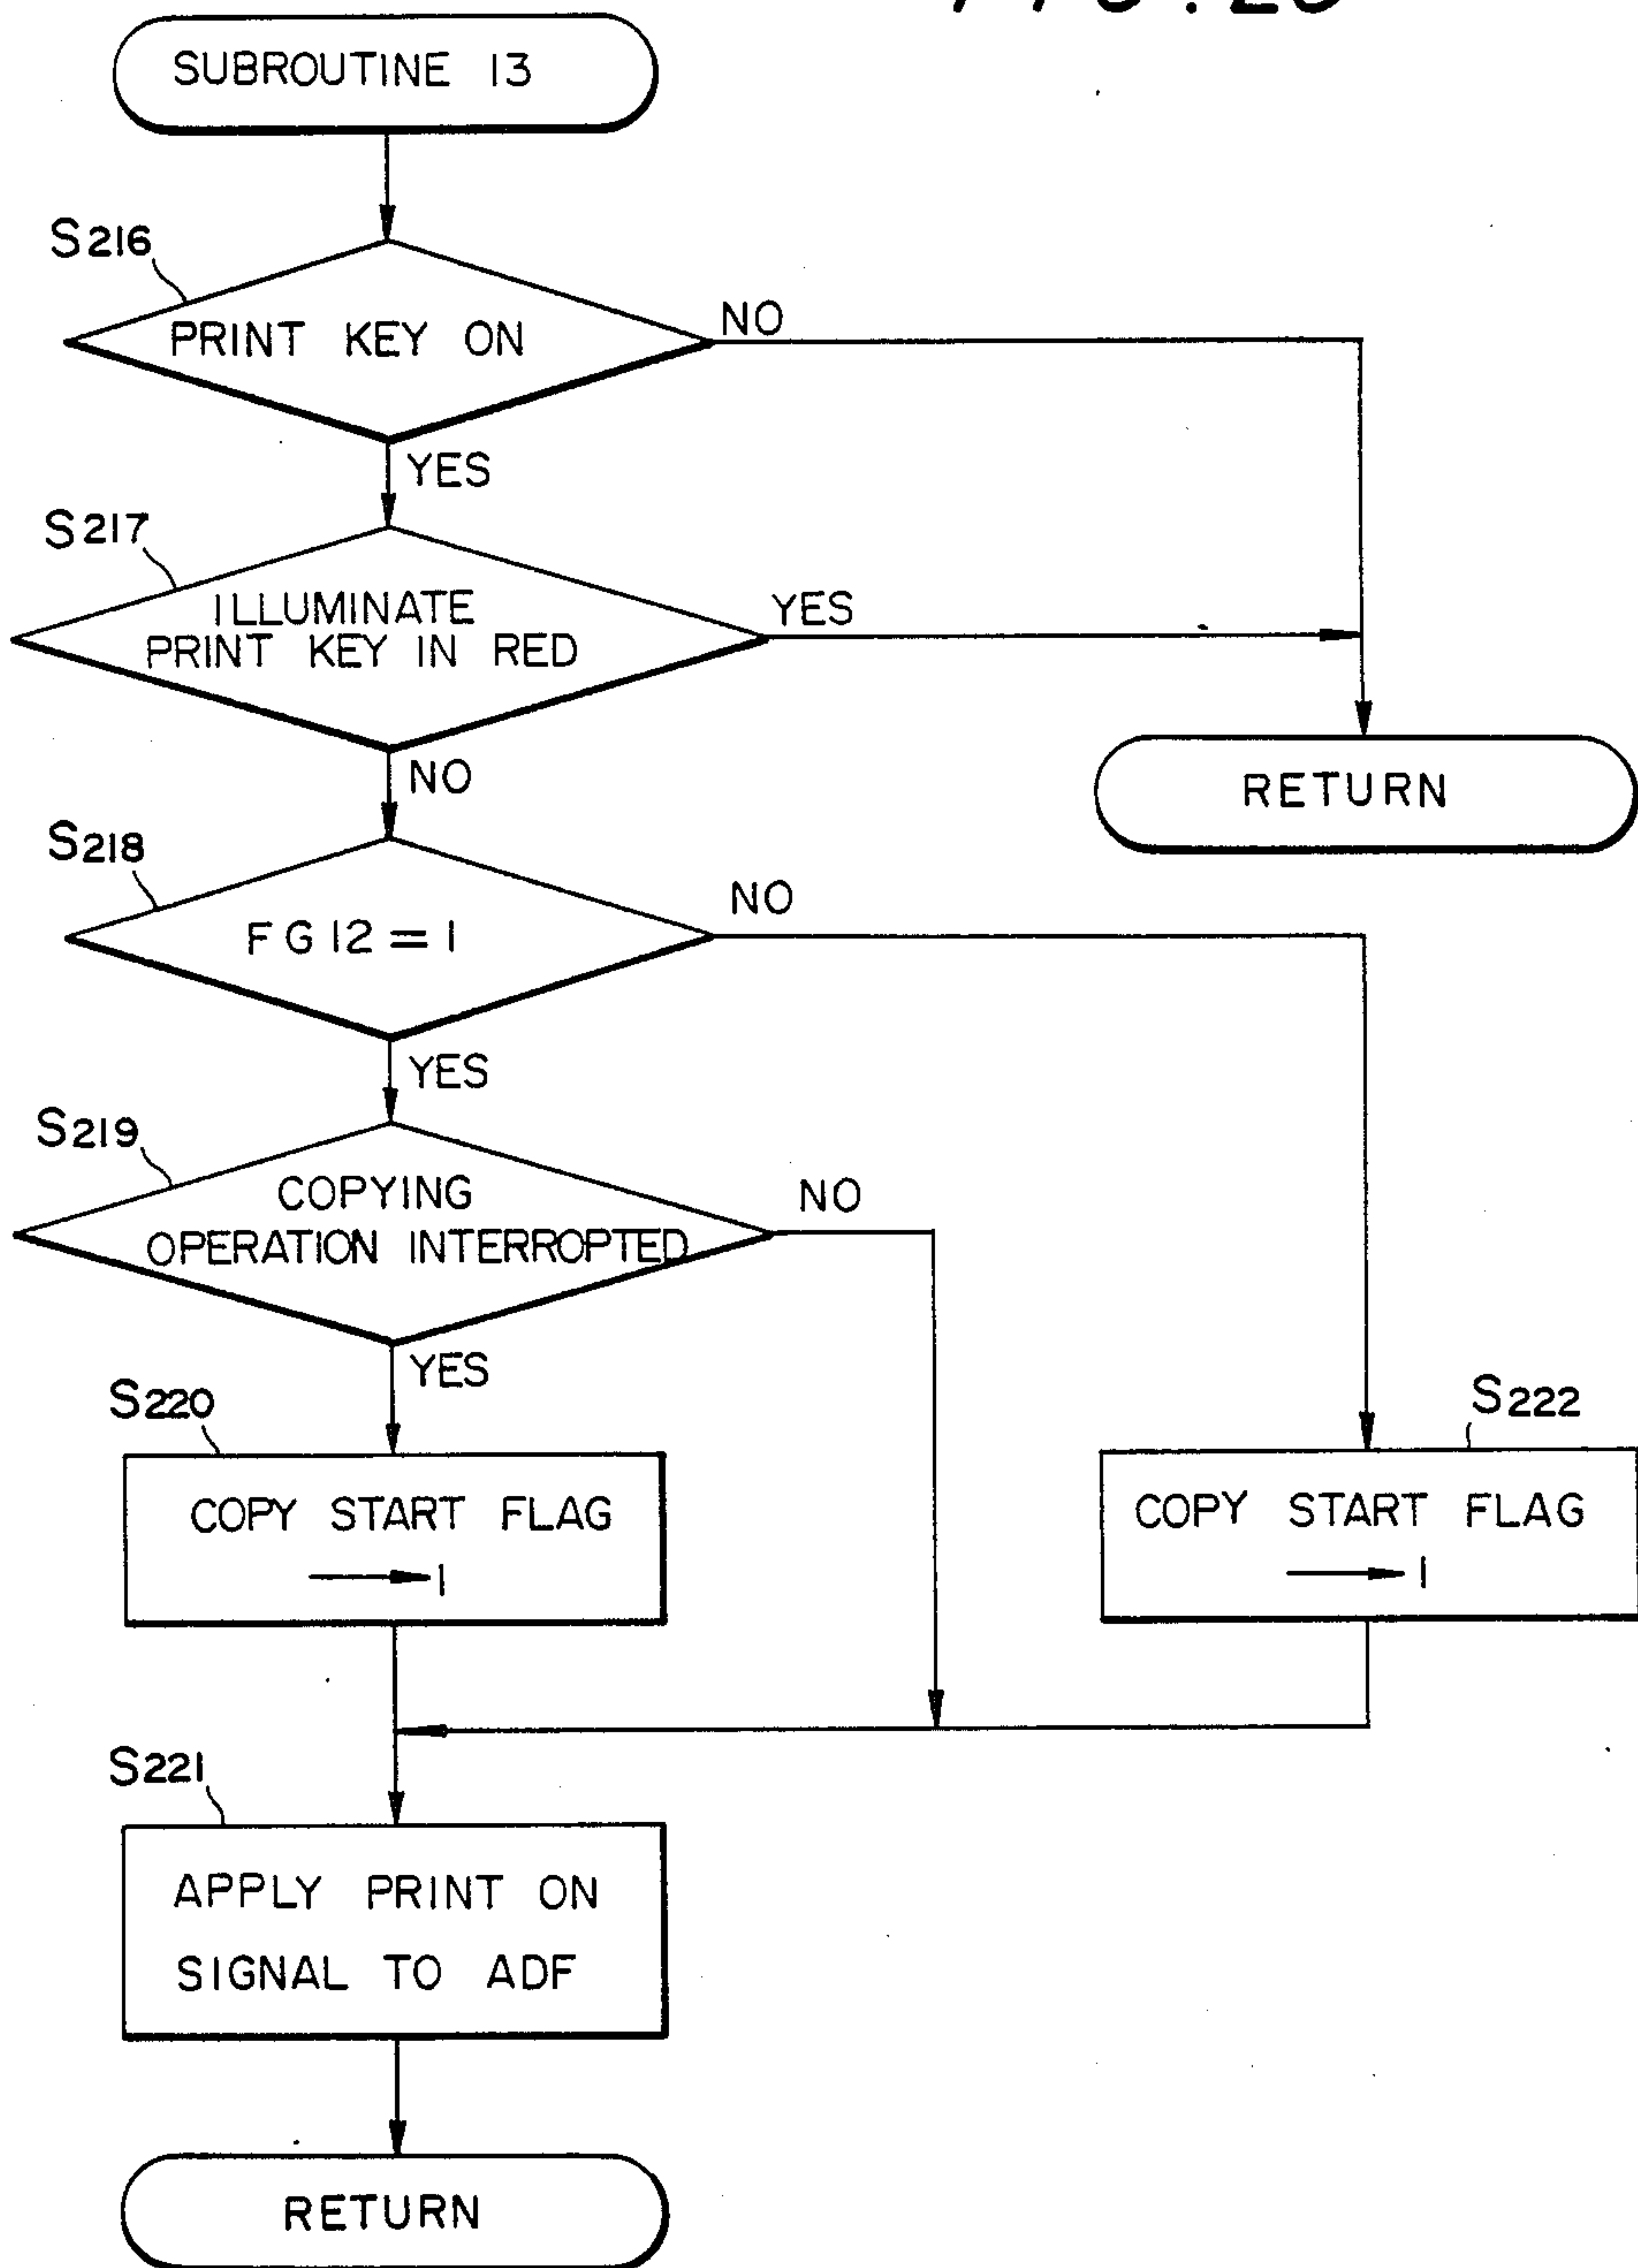 SUBROUTINE 13
S216
PRINT KEY ON
NO
YES
S217
ILLUMINATE
PRINT KEY IN RED
YES
NO
RETURN
S218
FG12=1
NO
YES
S219
COPYING
OPERATION INTERROPTED
NO
YES
S220
COPY START FLAG
→1
S222
COPY START FLAG
→1
S221
APPLY PRINT ON
SIGNAL TO ADF
RETURN